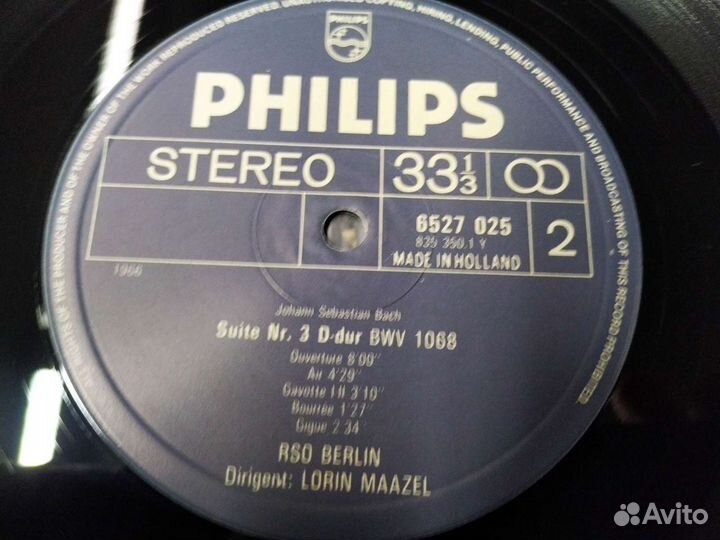 ALL RIGHTS OF THE PRODUCER AND OF THE OWNER OF THE WORK REPRODUCED RESERVED. COPYING, HIRING, LENDING, PUBLIC PERFORMANCE AND BROADCASTING OF THIS RECORD PROHIBITED.
PHILIPS
PHILIPS
STEREO
33 1/3
6527 025
835 350.1 Y
MADE IN HOLLAND
2
1966
Johann Sebastian Bach
Suite Nr. 3 D-dur BWV 1068
Ouverture 8'00"
Air 4'29"
Gavotte I-II 3'10"
Bourrée 1'27"
Gigue 2'34"
RSO BERLIN
Dirigent: LORIN MAAZEL
Avito